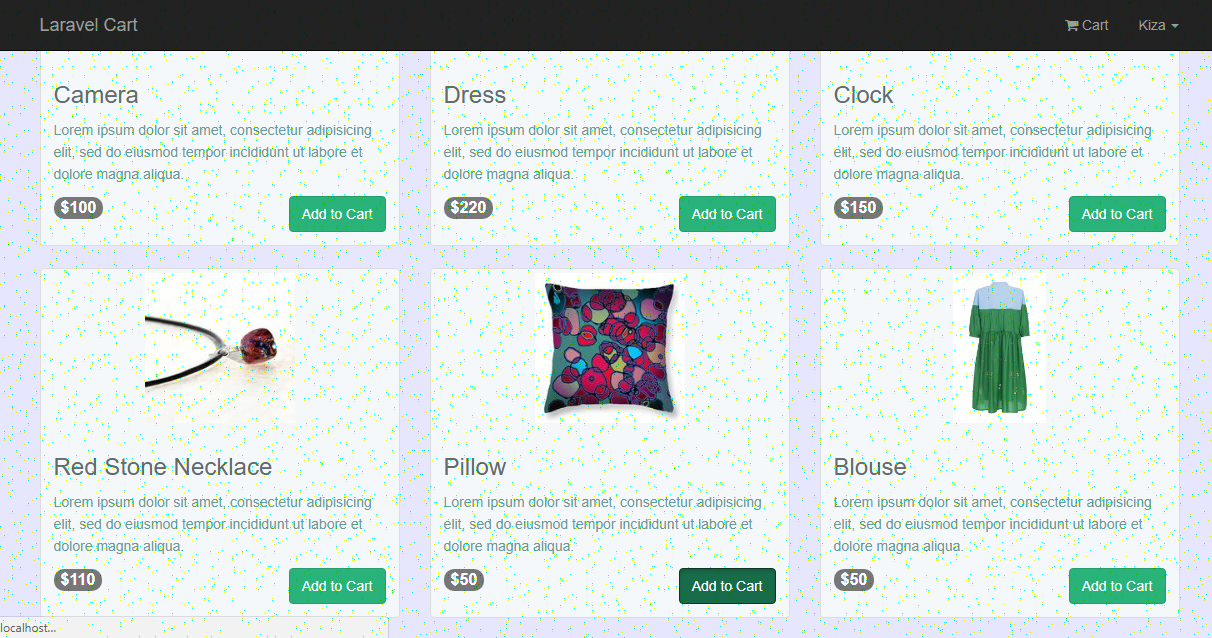 Laravel Cart
Cart
Kiza
Camera
Lorem ipsum dolor sit amet, consectetur adipisicing
elit, sed do eiusmod tempor incididunt ut labore et
dolore magna aliqua.
$100
Add to Cart
Dress
Lorem ipsum dolor sit amet, consectetur adipisicing
elit, sed do eiusmod tempor incididunt ut labore et
dolore magna aliqua.
$220
Add to Cart
Clock
Lorem ipsum dolor sit amet, consectetur adipisicing
elit, sed do eiusmod tempor incididunt ut labore et
dolore magna aliqua.
$150
Add to Cart
Red Stone Necklace
Lorem ipsum dolor sit amet, consectetur adipisicing
elit, sed do eiusmod tempor incididunt ut labore et
dolore magna aliqua.
$110
Add to Cart
Pillow
Lorem ipsum dolor sit amet, consectetur adipisicing
elit, sed do eiusmod tempor incididunt ut labore et
dolore magna aliqua.
$50
Add to Cart
Blouse
Lorem ipsum dolor sit amet, consectetur adipisicing
elit, sed do eiusmod tempor incididunt ut labore et
dolore magna aliqua.
$50
Add to Cart
localhost...